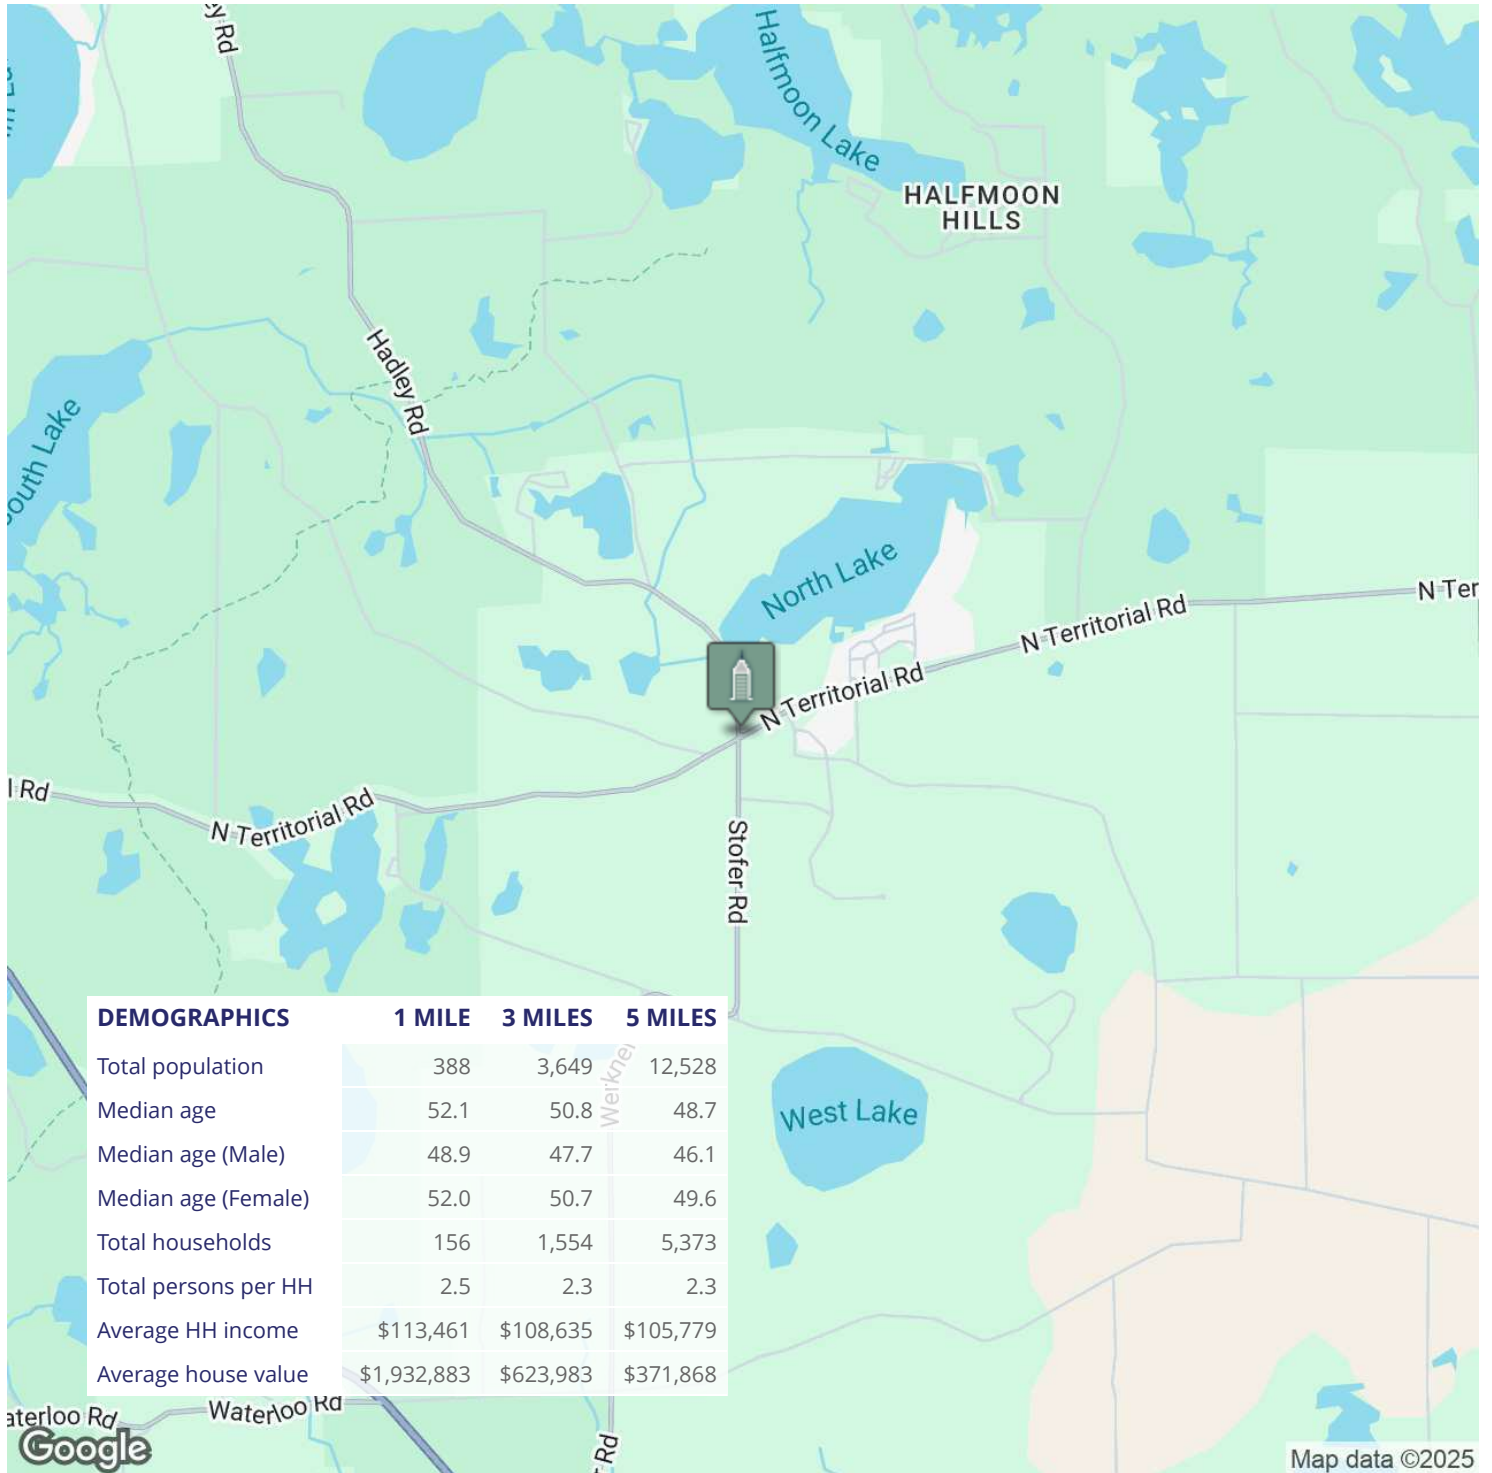 ey Rd
Halfmoon Lake
HALFMOON
HILLS
Hadley Rd
South Lake
North Lake
N Ter
N Territorial Rd
N Territorial Rd
l Rd
N Territorial Rd
Stofer Rd
DEMOGRAPHICS 1 MILE 3 MILES 5 MILES
Total population 388 3,649 12,528
Median age 52.1 50.8 48.7
Median age (Male) 48.9 47.7 46.1
Median age (Female) 52.0 50.7 49.6
Total households 156 1,554 5,373
Total persons per HH 2.5 2.3 2.3
Average HH income $113,461 $108,635 $105,779
Average house value $1,932,883 $623,983 $371,868
Werkner
West Lake
aterloo Rd
Waterloo Rd
r Rd
Google
Map data ©2025